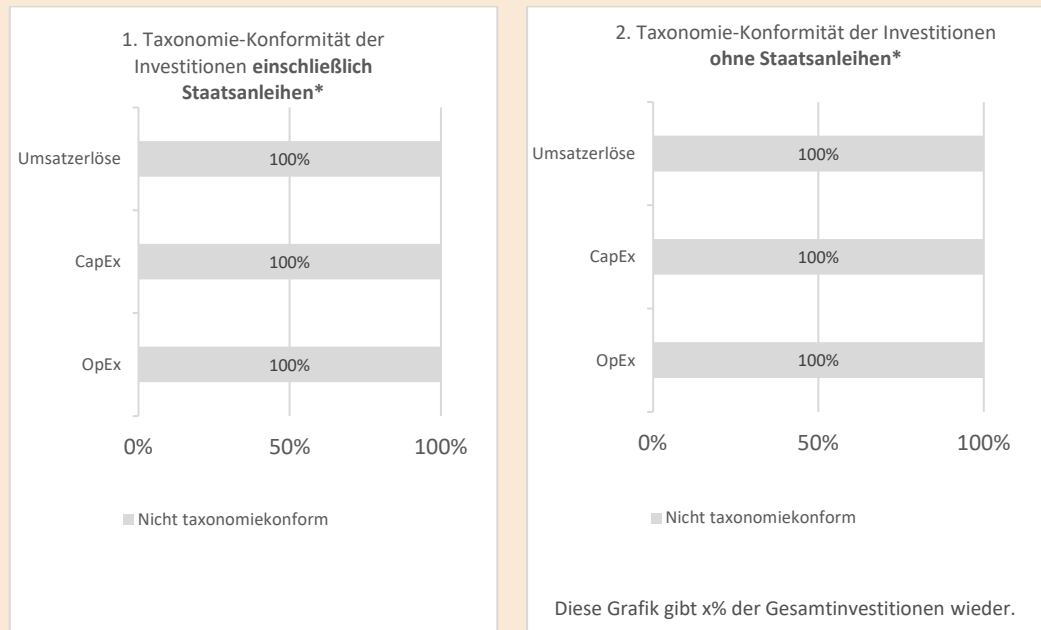 1. Taxonomie-Konformität der
Investitionen einschließlich
Staatsanleihen*
Umsatzerlöse
100%
CapEx
100%
OpEx
100%
0%
50%
100%
Nicht taxonomiekonform
2. Taxonomie-Konformität der Investitionen
ohne Staatsanleihen*
Umsatzerlöse
100%
CapEx
100%
OpEx
100%
0%
50%
100%
Nicht taxonomiekonform
Diese Grafik gibt x% der Gesamtinvestitionen wieder.